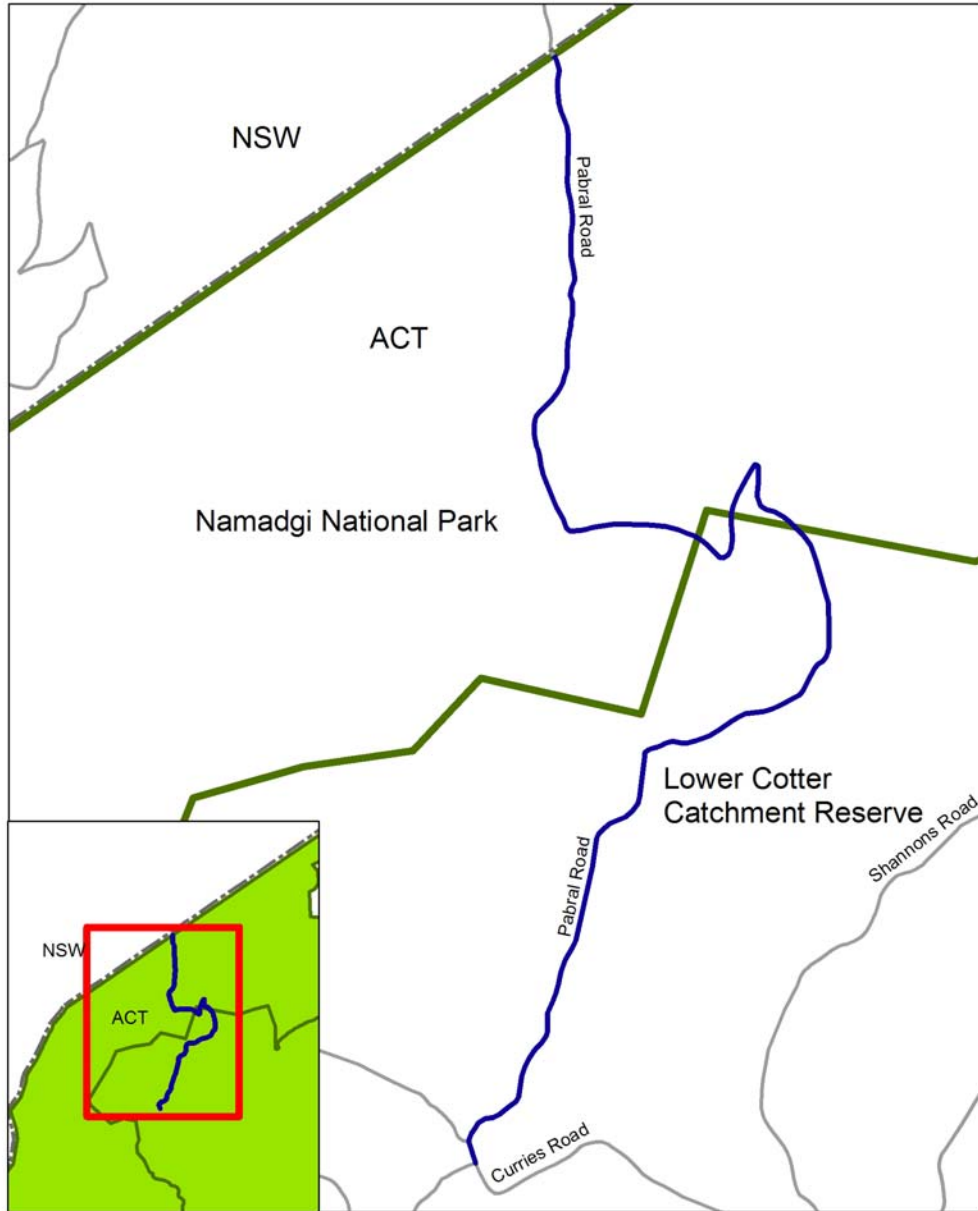 NSW
Pabral Road
ACT
Namadgi National Park
Lower Cotter
Catchment Reserve
Shannons Road
Pabral Road
NSW
ACT
Curries Road